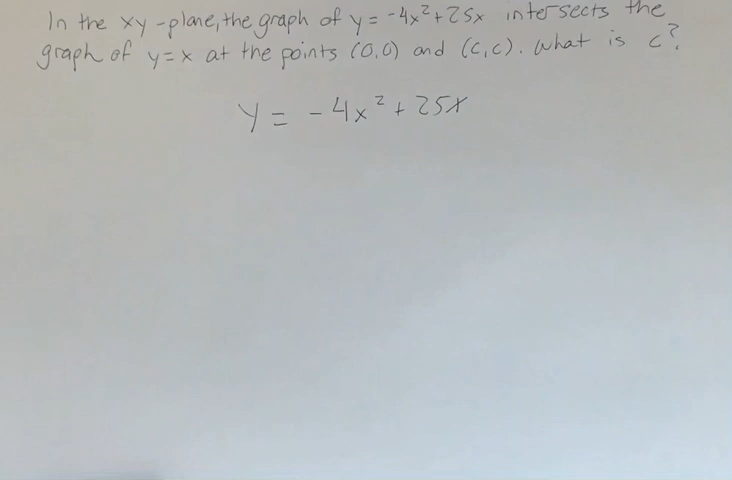 In the xy-plane, the graph of y = -4x² + 25x intersects the
graph of y = x at the points (0,0) and (c,c). What is c?
y = -4x² + 25x